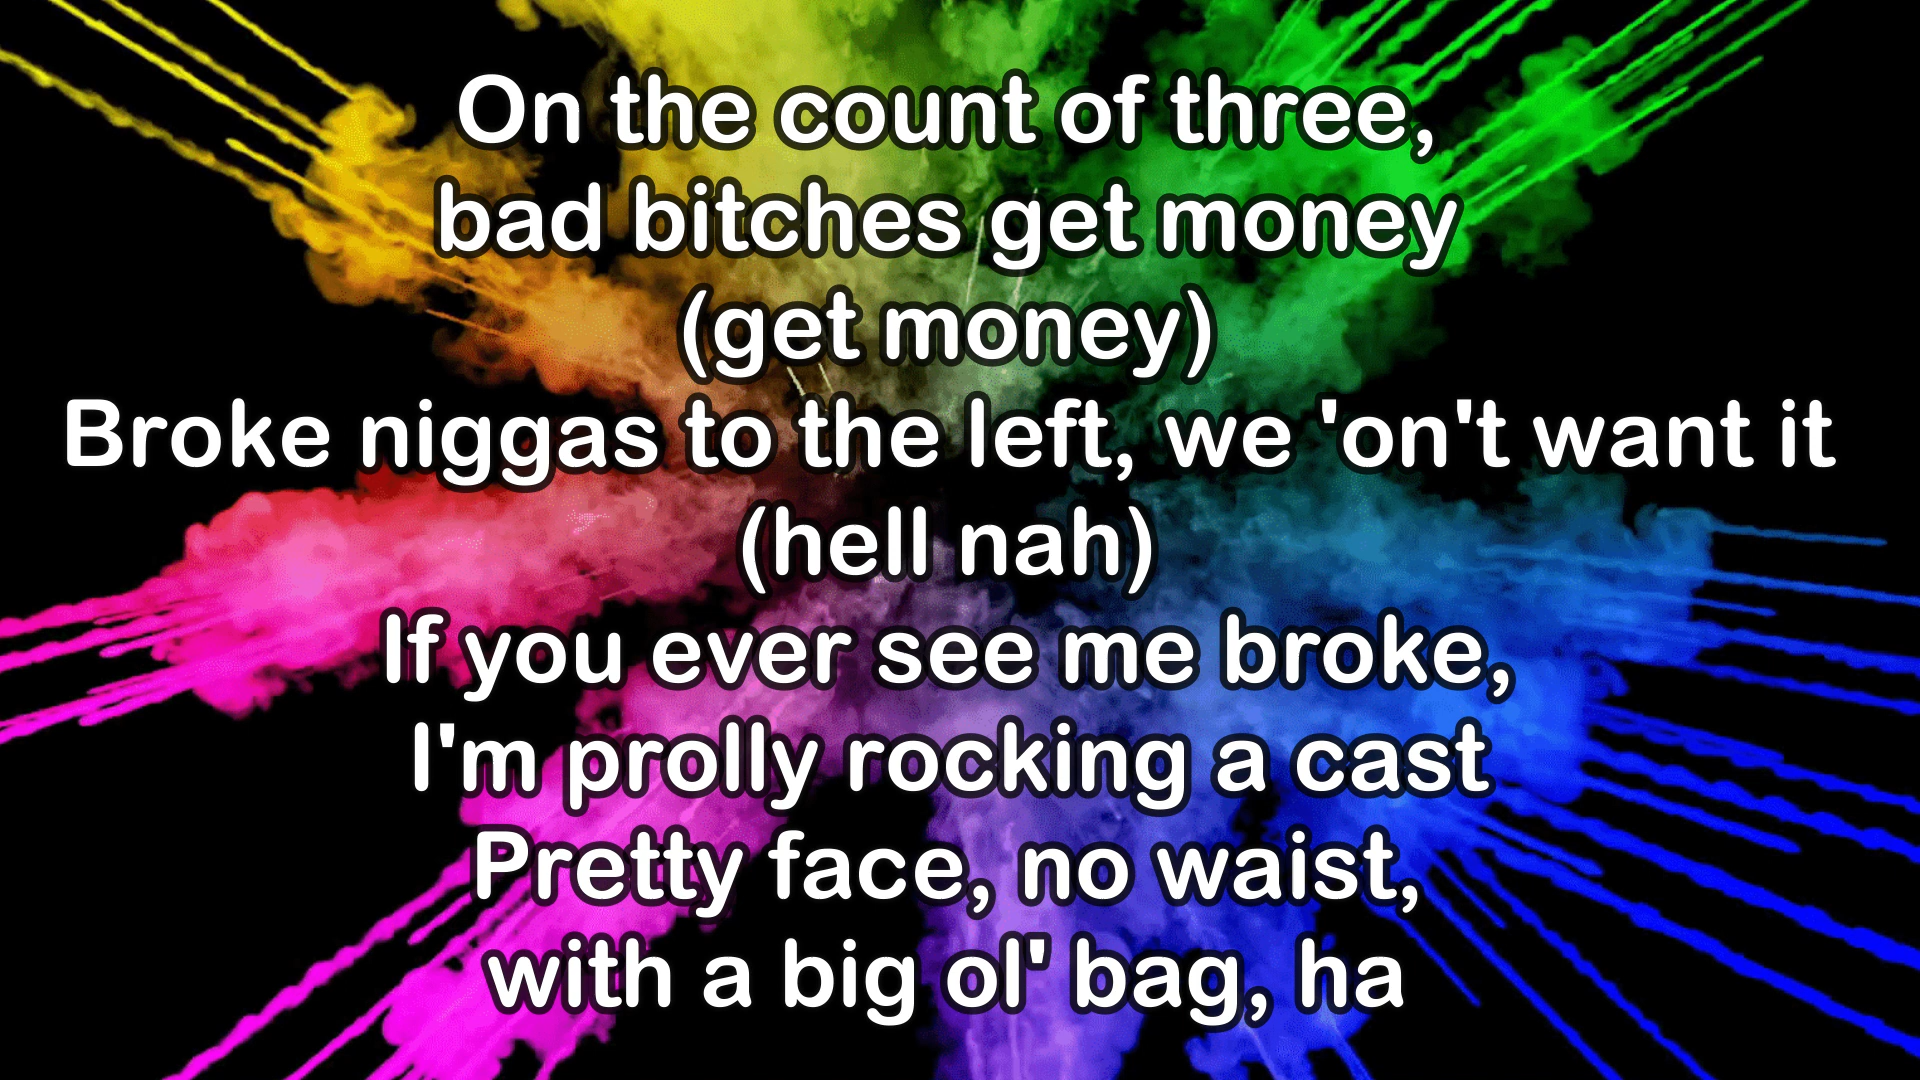 On the count of three,
bad bitches get money
(get money)
Broke niggas to the left, we 'on't want it
(hell nah)
If you ever see me broke,
I'm prolly rocking a cast
Pretty face, no waist,
with a big ol' bag, ha